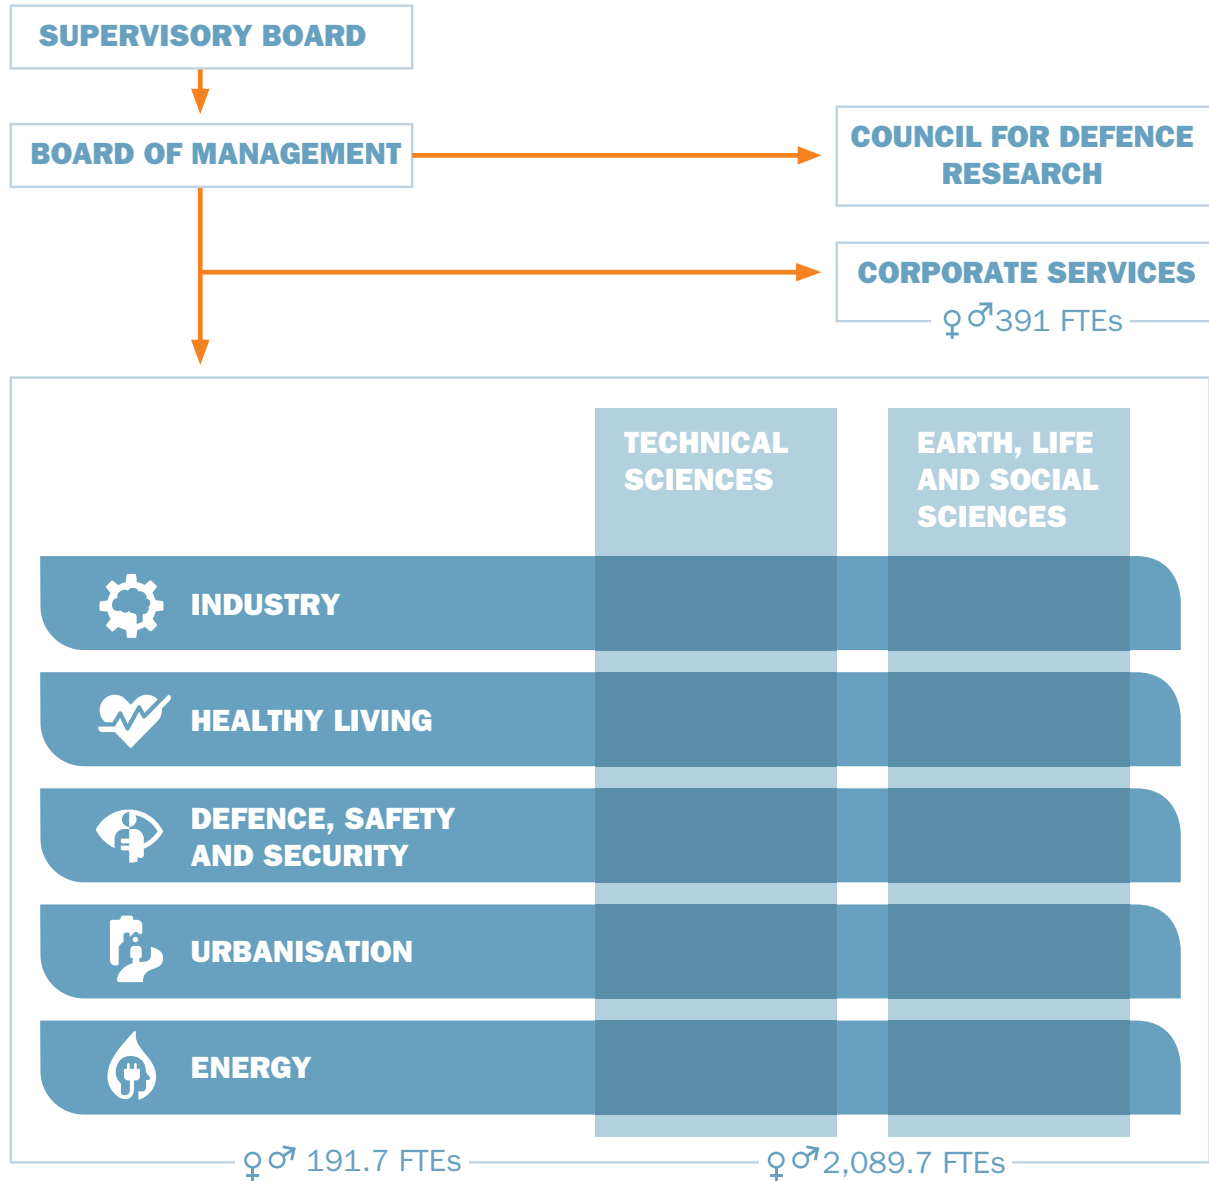 SUPERVISORY BOARD
BOARD OF MANAGEMENT
COUNCIL FOR DEFENCE
RESEARCH
CORPORATE SERVICES
391 FTEs
TECHNICAL
SCIENCES
EARTH, LIFE
AND SOCIAL
SCIENCES
INDUSTRY
HEALTHY LIVING
DEFENCE, SAFETY
AND SECURITY
URBANISATION
ENERGY
191.7 FTEs
2,089.7 FTEs